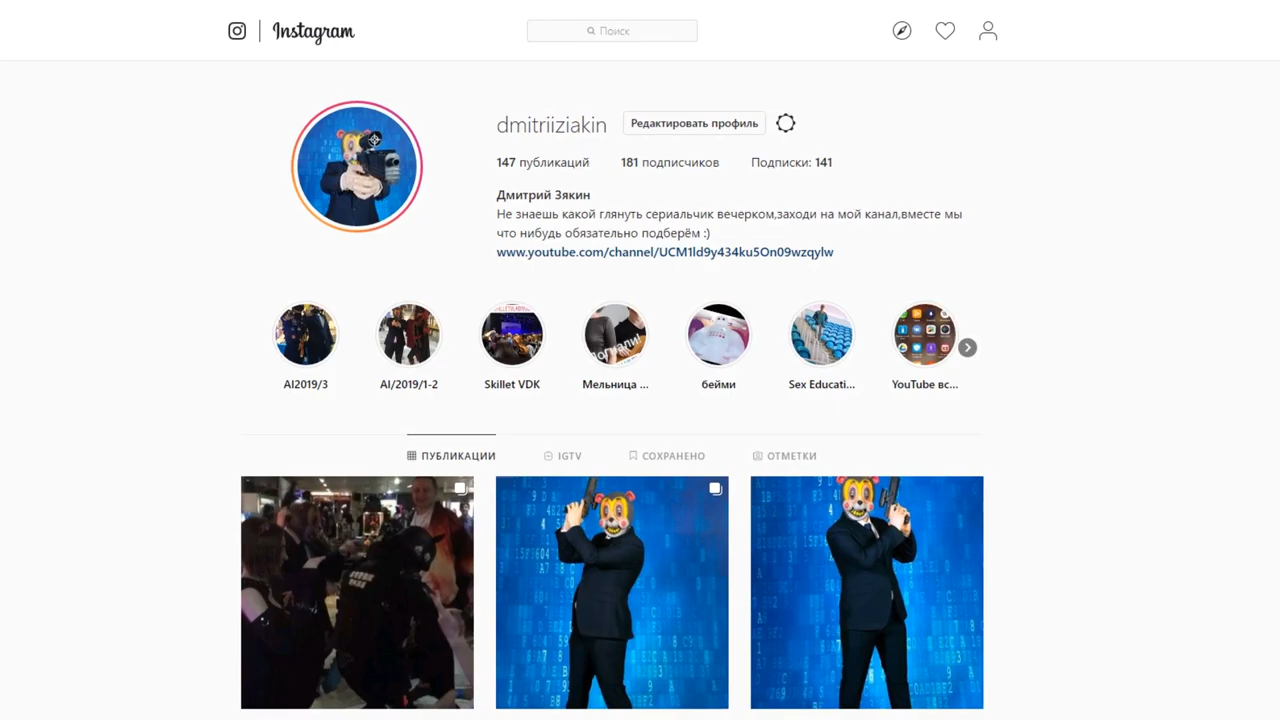 Instagram
Поиск
dmitriiziakin
Редактировать профиль
147 публикаций
181 подписчиков
Подписки: 141
Дмитрий Зякин
Не знаешь какой глянуть сериальчик вечерком,заходи на мой канал,вместе мы
что нибудь обязательно подберём :)
www.youtube.com/channel/UCM1ld9y434ku5On09wzqylw
Погнали!
AI2019/3
AI/2019/1-2
Skillet VDK
Мельница ...
бейми
Sex Educati...
YouTube вс...
ПУБЛИКАЦИИ
IGTV
СОХРАНЕНО
ОТМЕТКИ